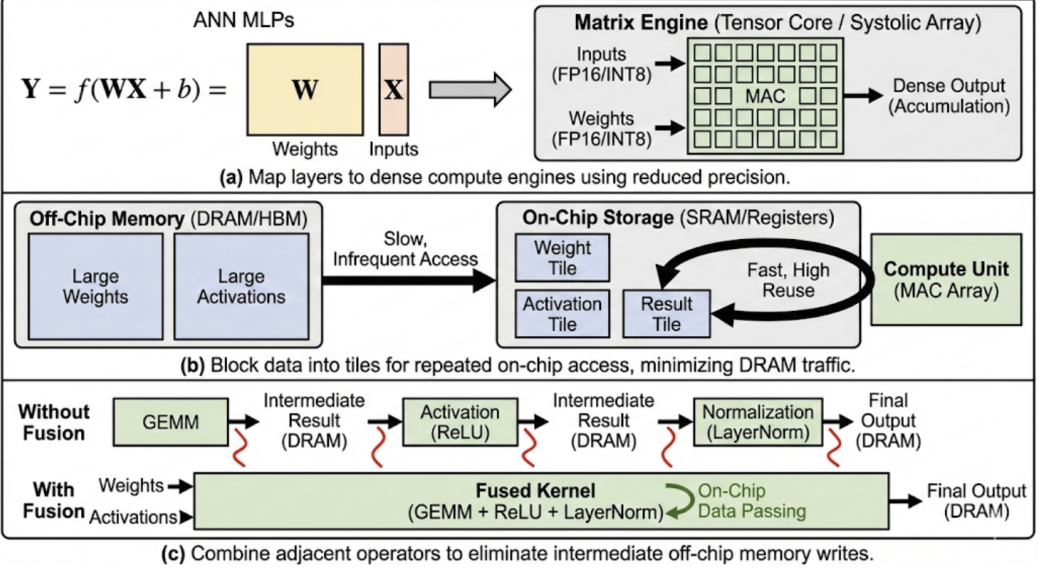 ANN MLPs
Y = f(WX + b) =
W
X
Weights
Inputs
Matrix Engine (Tensor Core / Systolic Array)
Inputs
(FP16/INT8)
Weights
(FP16/INT8)
MAC
Dense Output
(Accumulation)
(a) Map layers to dense compute engines using reduced precision.
Off-Chip Memory (DRAM/HBM)
Large
Weights
Large
Activations
Slow,
Infrequent Access
On-Chip Storage (SRAM/Registers)
Weight
Tile
Activation
Tile
Result
Tile
Fast, High
Reuse
Compute Unit
(MAC Array)
(b) Block data into tiles for repeated on-chip access, minimizing DRAM traffic.
Without
Fusion
GEMM
Intermediate
Result
(DRAM)
Activation
(ReLU)
Intermediate
Result
(DRAM)
Normalization
(LayerNorm)
Final
Output
(DRAM)
With
Fusion
Weights
Activations
Fused Kernel
(GEMM + ReLU + LayerNorm)
On-Chip
Data Passing
Final Output
(DRAM)
(c) Combine adjacent operators to eliminate intermediate off-chip memory writes.